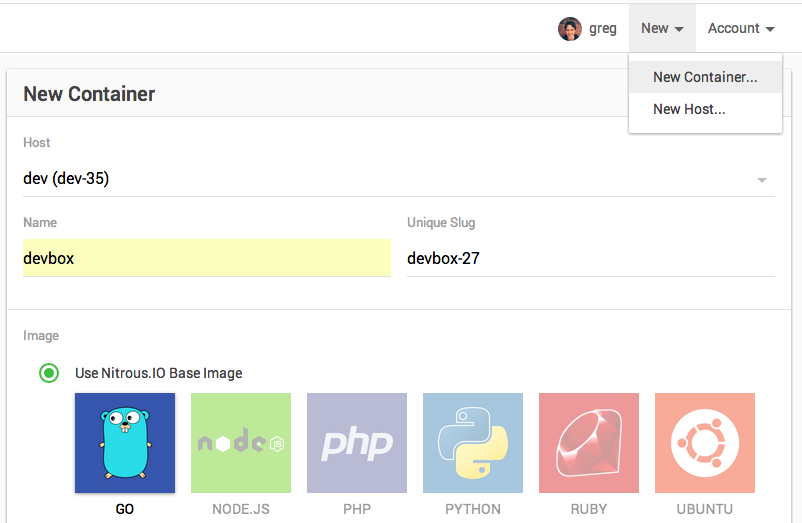 greg New Account
New Container...
New Host...
New Container
Host
dev (dev-35)
Name Unique Slug
devbox devbox-27
Image
Use Nitrous.IO Base Image
node JS php
GO NODE.JS PHP PYTHON RUBY UBUNTU